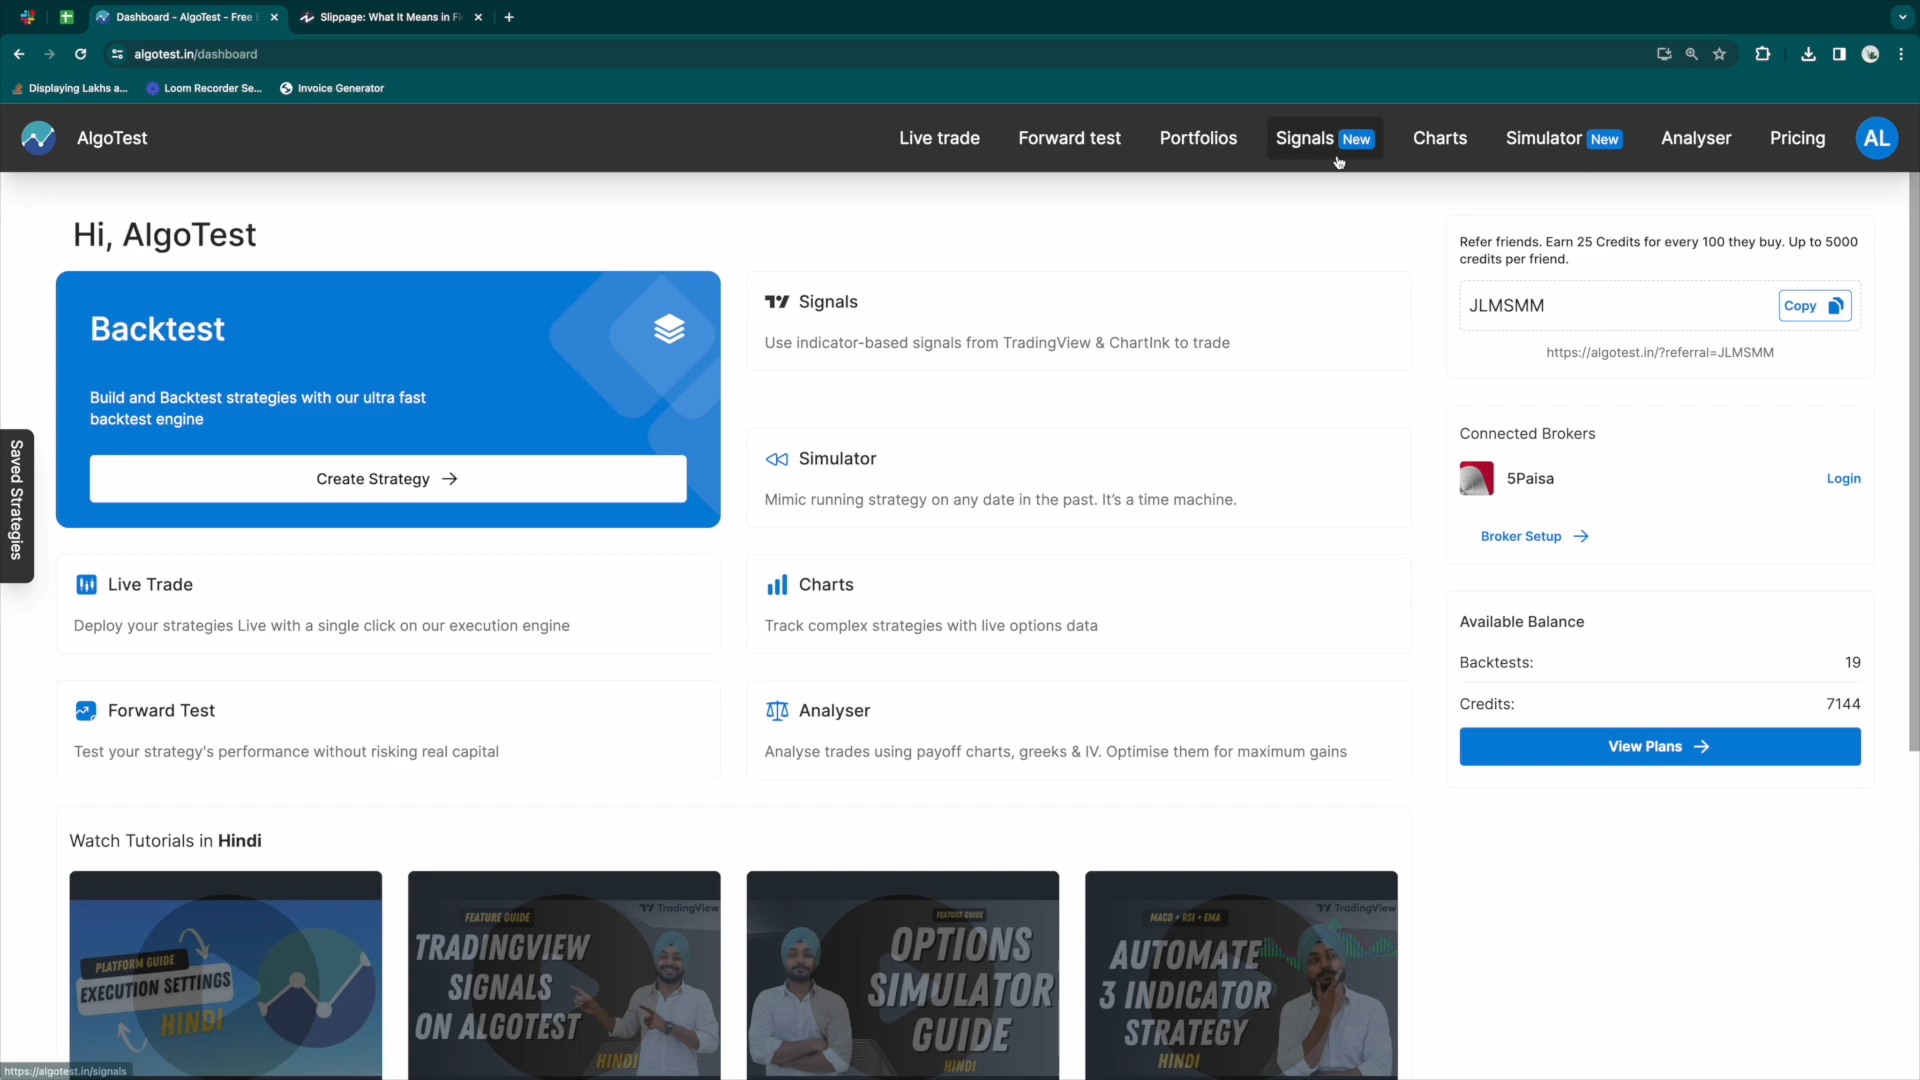 Dashboard - AlgoTest - Free B
Slippage: What It Means in Fi
algotest.in/dashboard
Displaying Lakhs a...
Loom Recorder Se...
Invoice Generator
AlgoTest
Live trade
Forward test
Portfolios
Signals New
Charts
Simulator New
Analyser
Pricing
AL
Hi, AlgoTest
Backtest
Build and Backtest strategies with our ultra fast
backtest engine
Create Strategy
Signals
Use indicator-based signals from TradingView & ChartInk to trade
Simulator
Mimic running strategy on any date in the past. It's a time machine.
Live Trade
Deploy your strategies Live with a single click on our execution engine
Charts
Track complex strategies with live options data
Forward Test
Test your strategy's performance without risking real capital
Analyser
Analyse trades using payoff charts, greeks & IV. Optimise them for maximum gains
Saved Strategies
Refer friends. Earn 25 Credits for every 100 they buy. Up to 5000
credits per friend.
JLMSMM
Copy
https://algotest.in/?referral=JLMSMM
Connected Brokers
5Paisa
Login
Broker Setup
Available Balance
Backtests: 19
Credits: 7144
View Plans
Watch Tutorials in Hindi
PLATFORM GUIDE
EXECUTION SETTINGS
HINDI
FEATURE GUIDE
TradingView
TRADINGVIEW
SIGNALS
ON ALGOTEST
HINDI
FEATURE GUIDE
OPTIONS
SIMULATOR
GUIDE
HINDI
MACD + RSI + EMA
TradingView
AUTOMATE
3 INDICATOR
STRATEGY
HINDI
https://algotest.in/signals